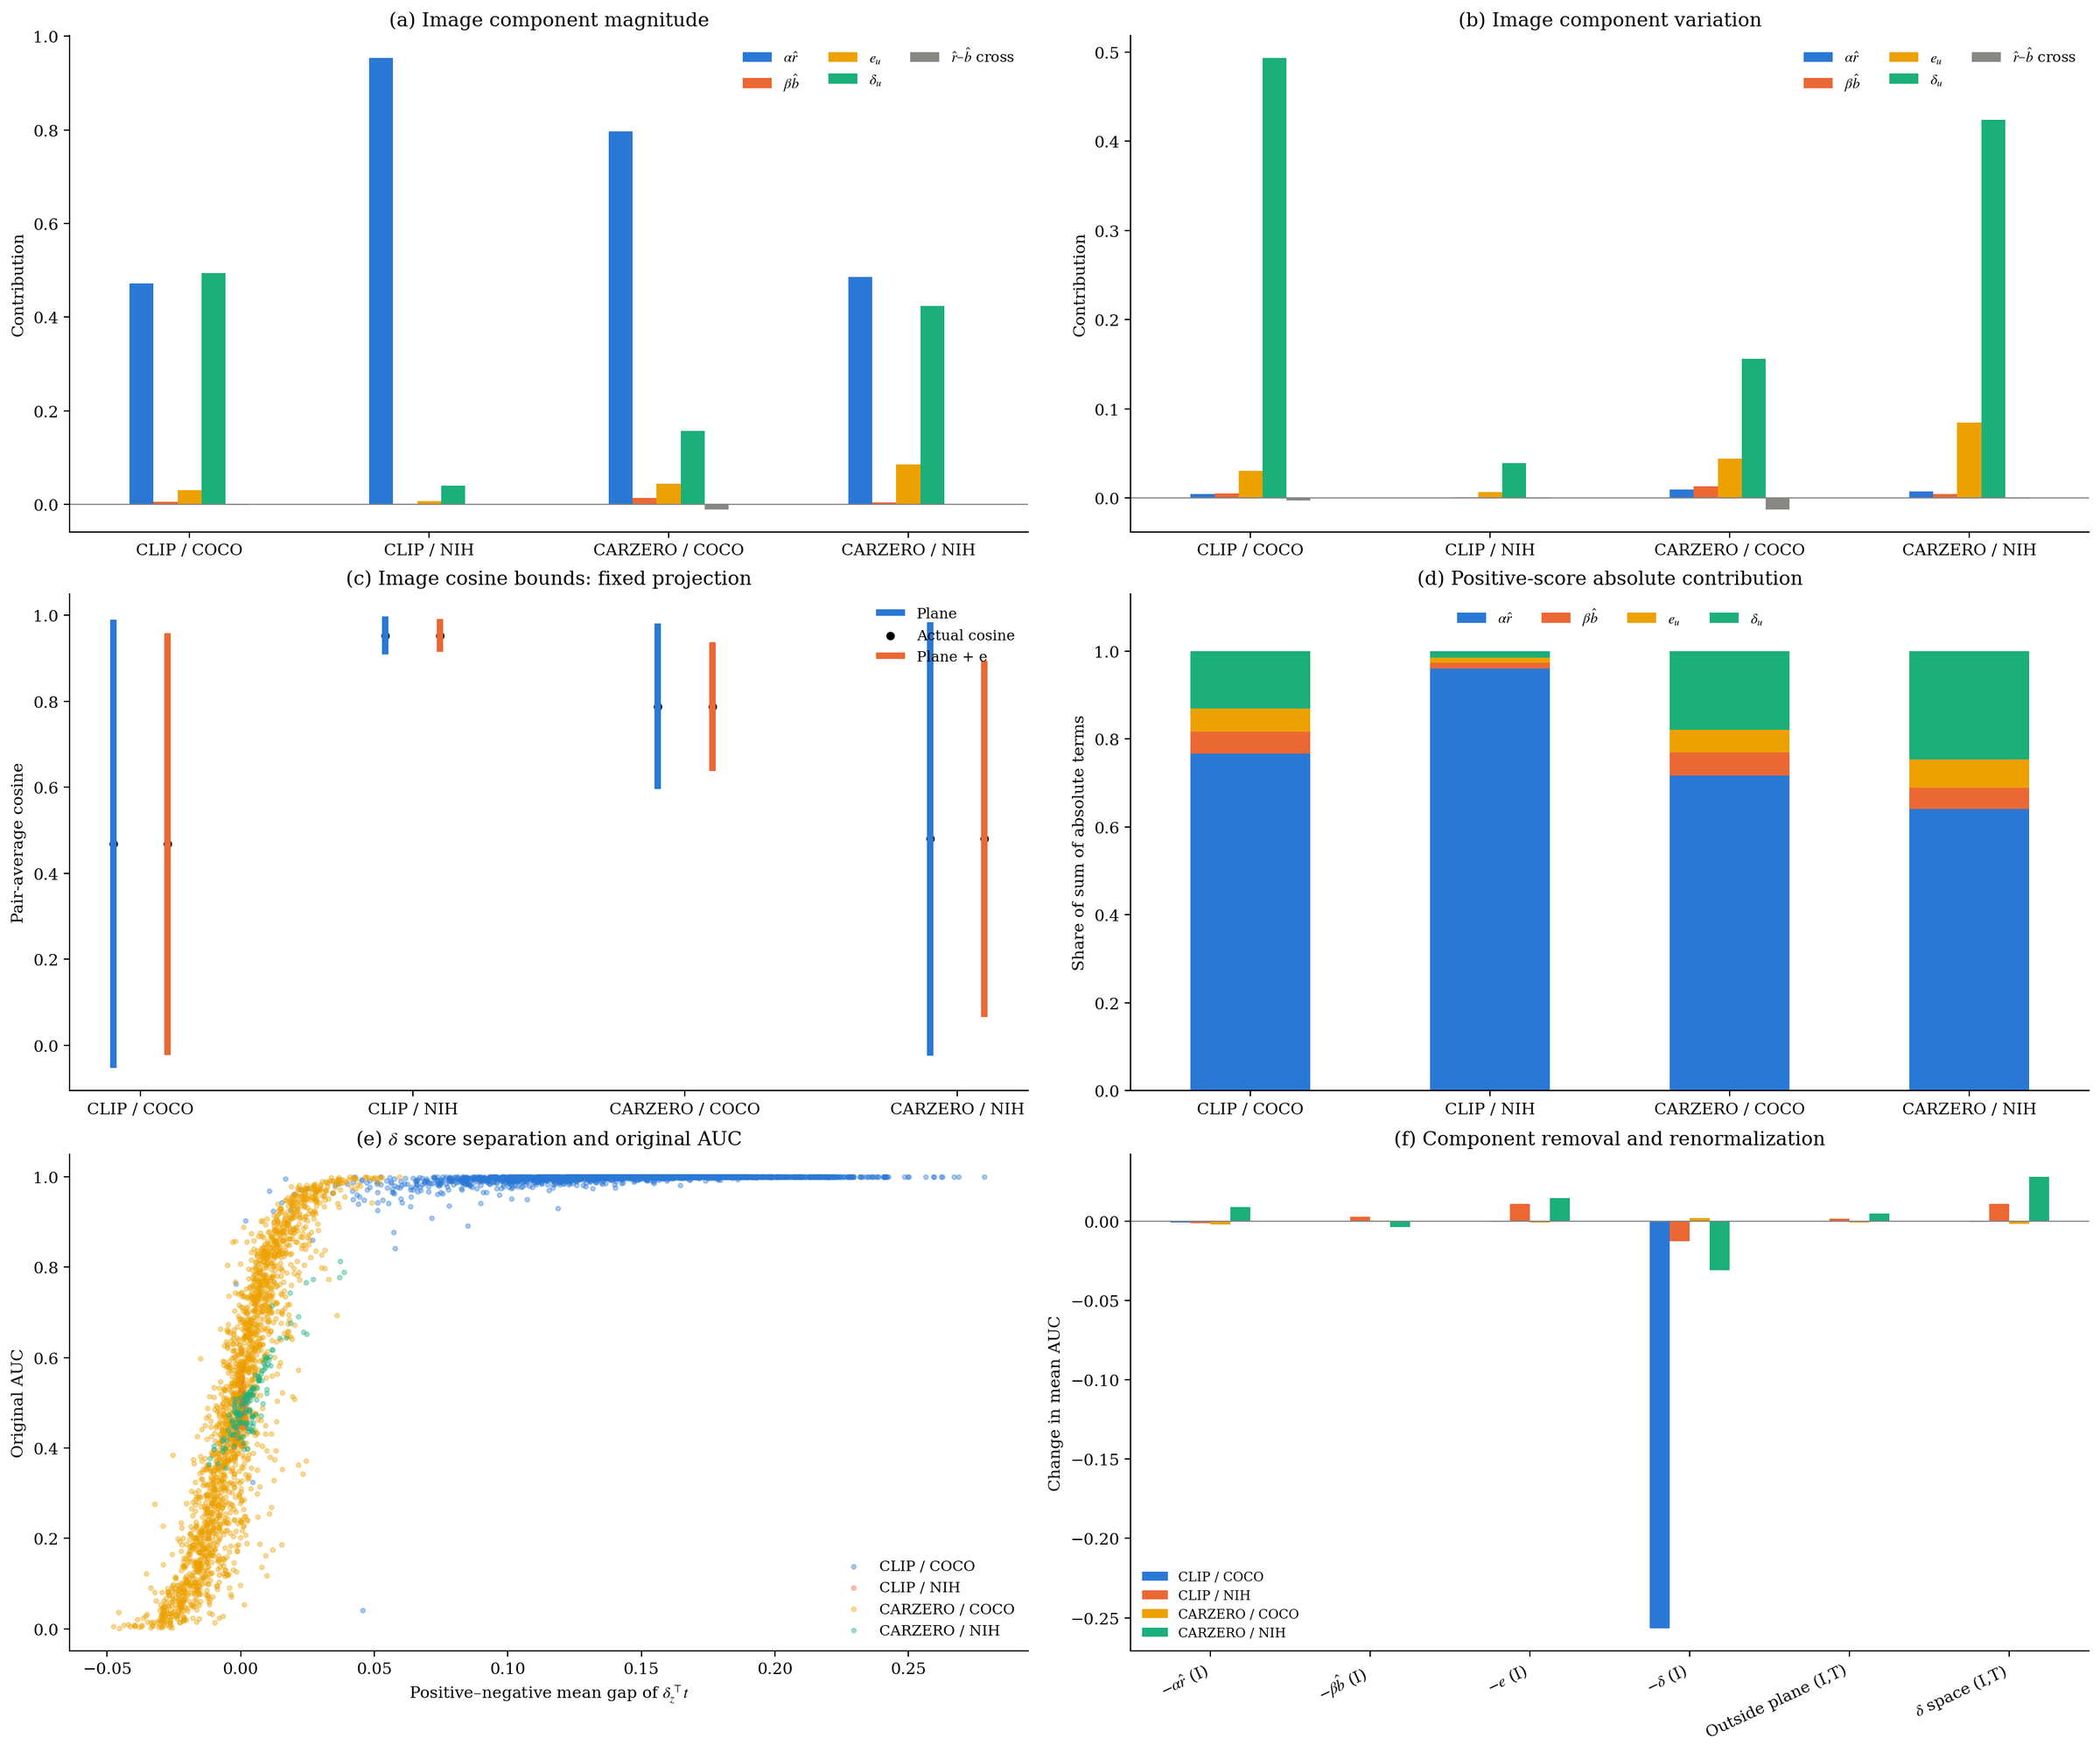 (a) Image component magnitude
Contribution
1.0
0.8
0.6
0.4
0.2
0.0
αr̂
βb̂
eᵤ
δᵤ
r̂–b̂ cross
CLIP / COCO
CLIP / NIH
CARZERO / COCO
CARZERO / NIH
(b) Image component variation
Contribution
0.5
0.4
0.3
0.2
0.1
0.0
αr̂
βb̂
eᵤ
δᵤ
r̂–b̂ cross
CLIP / COCO
CLIP / NIH
CARZERO / COCO
CARZERO / NIH
(c) Image cosine bounds: fixed projection
Pair-average cosine
1.0
0.8
0.6
0.4
0.2
0.0
Plane
Actual cosine
Plane + e
CLIP / COCO
CLIP / NIH
CARZERO / COCO
CARZERO / NIH
(d) Positive-score absolute contribution
Share of sum of absolute terms
1.0
0.8
0.6
0.4
0.2
0.0
αr̂
βb̂
eᵤ
δᵤ
CLIP / COCO
CLIP / NIH
CARZERO / COCO
CARZERO / NIH
(e) δ score separation and original AUC
Original AUC
1.0
0.8
0.6
0.4
0.2
0.0
CLIP / COCO
CLIP / NIH
CARZERO / COCO
CARZERO / NIH
−0.05
0.00
0.05
0.10
0.15
0.20
0.25
Positive–negative mean gap of δ_z^⊤t
(f) Component removal and renormalization
Change in mean AUC
0.00
−0.05
−0.10
−0.15
−0.20
−0.25
CLIP / COCO
CLIP / NIH
CARZERO / COCO
CARZERO / NIH
−αr̂ (I)
−βb̂ (I)
−e (I)
−δ (I)
Outside plane (I,T)
δ space (I,T)